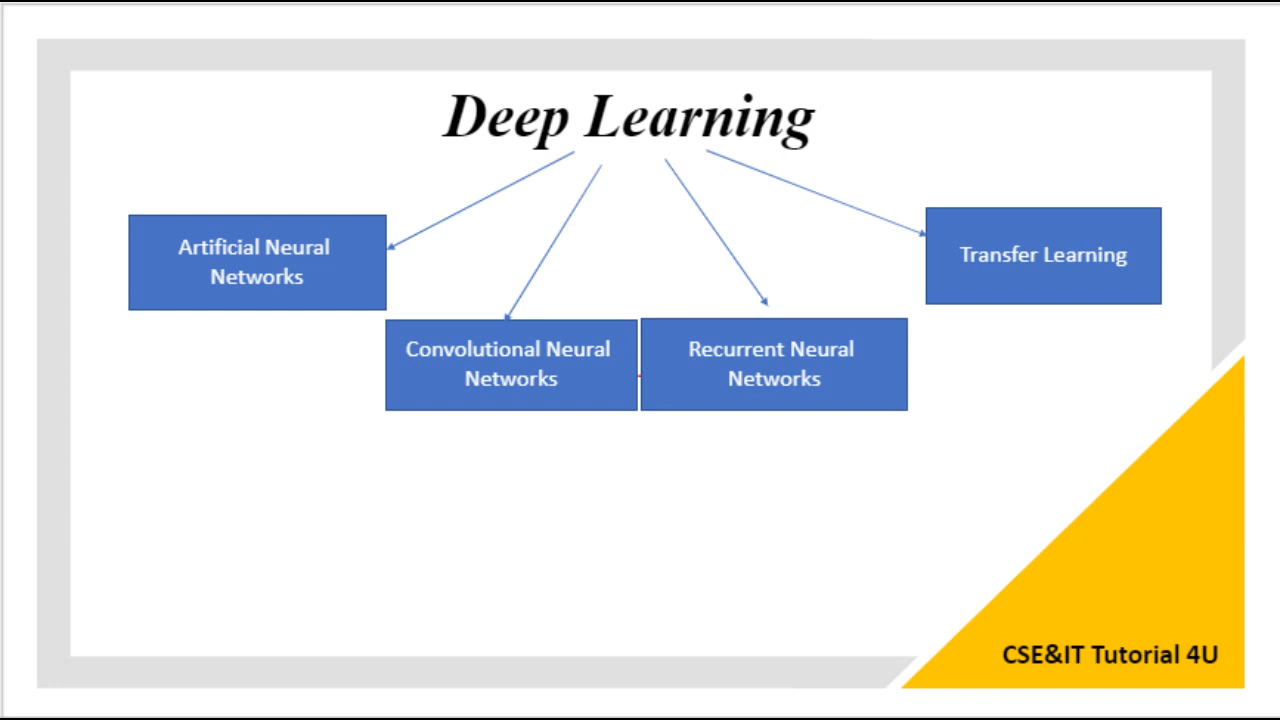 Deep Learning
Artificial Neural
Networks
Transfer Learning
Convolutional Neural
Networks
Recurrent Neural
Networks
CSE&IT Tutorial 4U